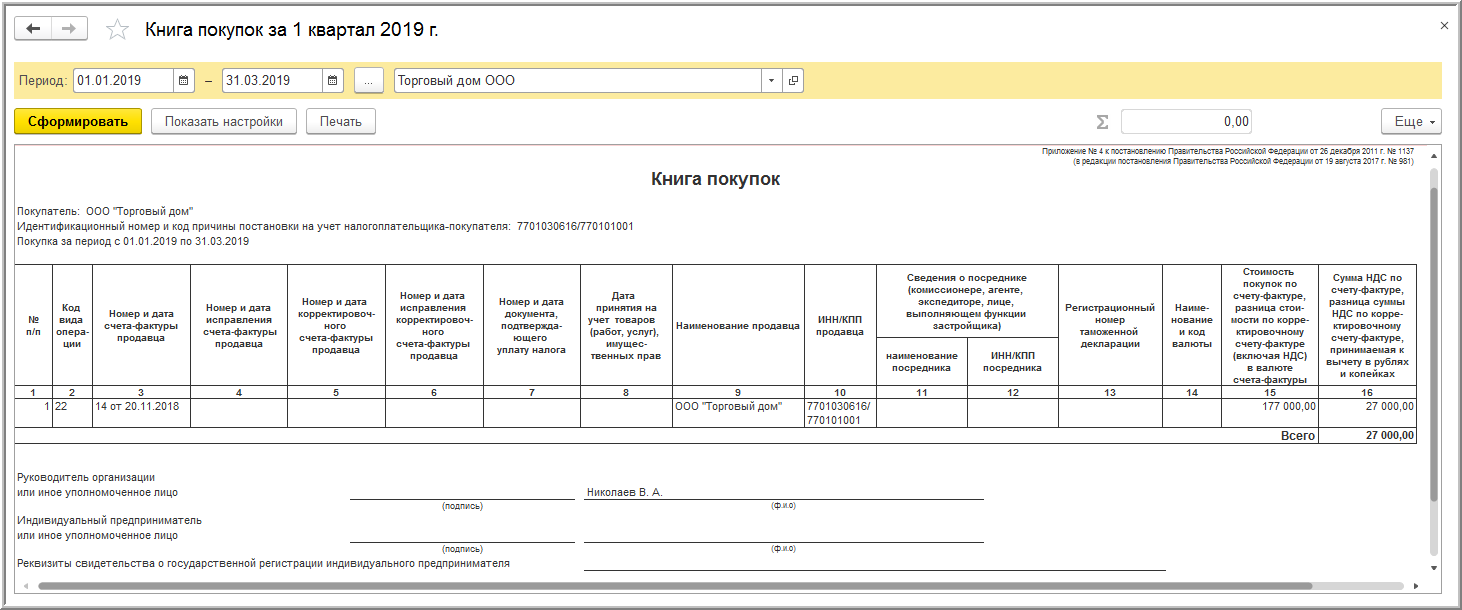 Книга покупок за 1 квартал 2019 г.
Период: 01.01.2019 – 31.03.2019 ... Торговый дом ООО
Сформировать Показать настройки Печать Σ 0,00 Еще
Приложение № 4 к постановлению Правительства Российской Федерации от 26 декабря 2011 г. № 1137
(в редакции постановления Правительства Российской Федерации от 19 августа 2017 г. № 981)
Книга покупок
Покупатель: ООО "Торговый дом"
Идентификационный номер и код причины постановки на учет налогоплательщика-покупателя: 7701030616/770101001
Покупка за период с 01.01.2019 по 31.03.2019
№
п/п
Код
вида
опера-
ции
Номер и дата
счета-фактуры
продавца
Номер и дата
исправления
счета-фактуры
продавца
Номер и дата
корректировоч-
ного
счета-фактуры
продавца
Номер и дата
исправления
корректировоч-
ного
счета-фактуры
продавца
Номер и дата
документа,
подтвержда-
ющего
уплату налога
Дата
принятия на
учет товаров
(работ, услуг),
имущес-
твенных прав
Наименование продавца
ИНН/КПП
продавца
Сведения о посреднике
(комиссионере, агенте,
экспедиторе, лице,
выполняющем функции
застройщика)
наименование
посредника
ИНН/КПП
посредника
Регистрационный
номер
таможенной
декларации
Наиме-
нование
и код
валюты
Стоимость
покупок по
счету-фактуре,
разница стои-
мости по корре-
ктировочному
счету-фактуре
(включая НДС)
в валюте
счета-фактуры
Сумма НДС по
счету-фактуре,
разница суммы
НДС по корре-
ктировочному
счету-фактуре,
принимаемая к
вычету в рублях
и копейках
1 2 3 4 5 6 7 8 9 10 11 12 13 14 15 16
1 22 14 от 20.11.2018 ООО "Торговый дом" 7701030616/ 177 000,00 27 000,00
770101001
Всего 27 000,00
Руководитель организации
или иное уполномоченное лицо Николаев В. А.
(подпись) (ф.и.о)
Индивидуальный предприниматель
или иное уполномоченное лицо
(подпись) (ф.и.о)
Реквизиты свидетельства о государственной регистрации индивидуального предпринимателя